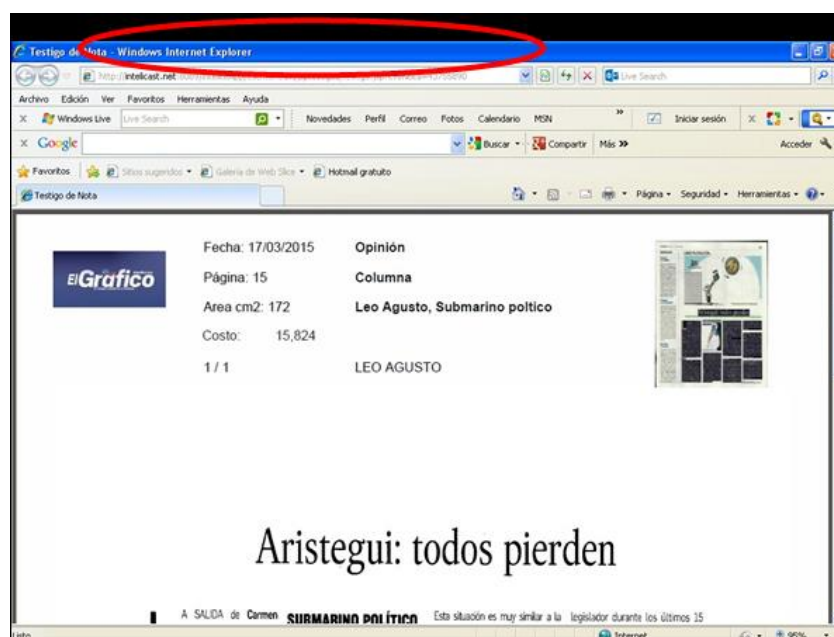 Testigo de Nota - Windows Internet Explorer
http://intelicast.net
Live Search
Archivo Edición Ver Favoritos Herramientas Ayuda
X Windows Live Live Search Novedades Perfil Correo Fotos Calendario MSN » Iniciar sesión X
x Google Buscar Compartir Más » Acceder
Favoritos Sitios sugeridos Galería de Web Slice Hotmail gratuito
Testigo de Nota Página Seguridad Herramientas
Fecha: 17/03/2015 Opinión
El Gráfico
Página: 15 Columna
Area cm2: 172 Leo Agusto, Submarino poltico
Costo: 15,824
1 / 1 LEO AGUSTO
Aristegui: todos pierden
A SALIDA de Carmen SUBMARINO POLÍTICO Esta situación es muy similar a la legislador durante los últimos 15
Listo Internet 95%